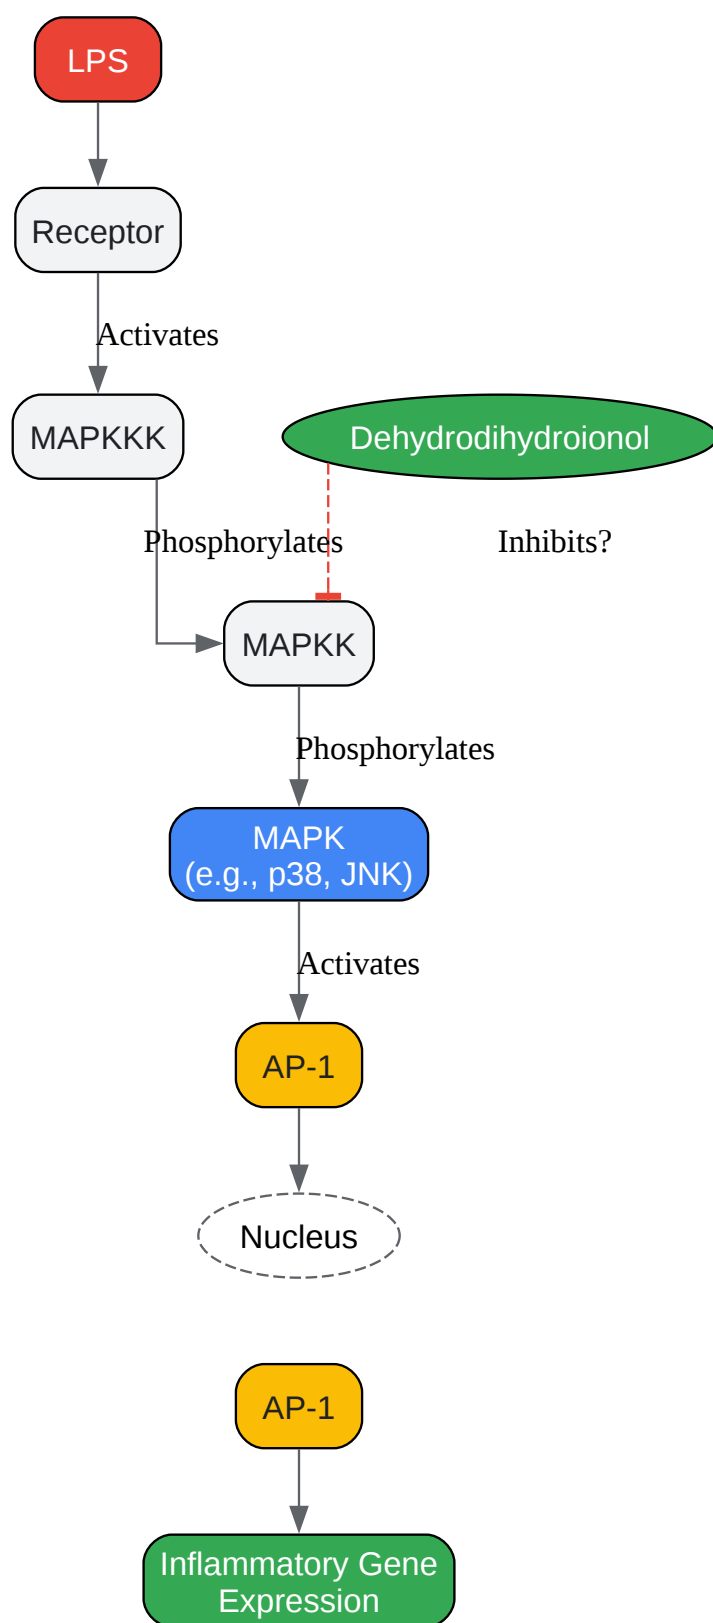 LPS
Receptor
Activates
MAPKKK
Dehydrodihydroionol
Phosphorylates
Inhibits?
MAPKK
Phosphorylates
MAPK
(e.g., p38, JNK)
Activates
AP-1
Nucleus
AP-1
Inflammatory Gene
Expression